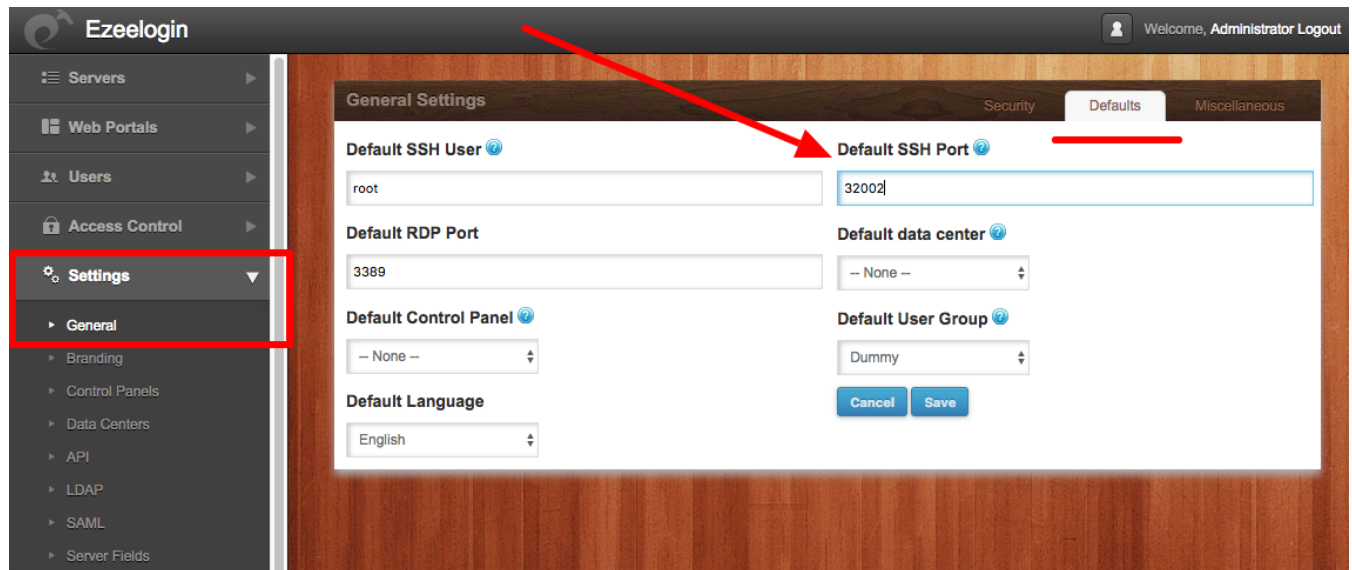 Ezeelogin
Welcome, Administrator Logout
Servers
Web Portals
Users
Access Control
Settings
General
Branding
Control Panels
Data Centers
API
LDAP
SAML
Server Fields
General Settings
Security
Defaults
Miscellaneous
Default SSH User
root
Default SSH Port
32002
Default RDP Port
3389
Default data center
-- None --
Default Control Panel
-- None --
Default User Group
Dummy
Default Language
English
Cancel
Save